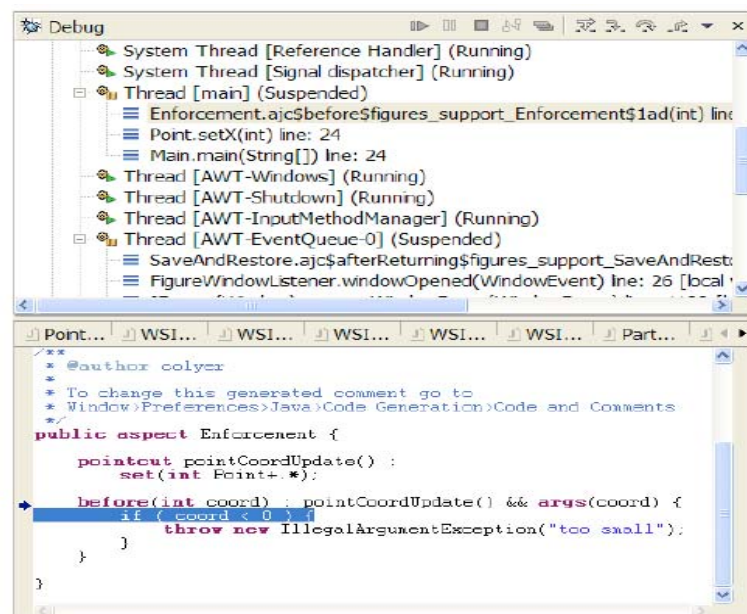 Debug
System Thread [Reference Handler] (Running)
System Thread [Signal dispatcher] (Running)
Thread [main] (Suspended)
Enforcement.ajc$before$figures_support_Enforcement$1ad(int) line
Point.setX(int) line: 24
Main.main(String[]) line: 24
Thread [AWT-Windows] (Running)
Thread [AWT-Shutdown] (Running)
Thread [AWT-InputMethodManager] (Running)
Thread [AWT-EventQueue-0] (Suspended)
SaveAndRestore.ajc$afterReturning$figures_support_SaveAndResto
FigureWindowListener.windowOpened(WindowEvent) line: 26 [local v
Point... WSI... WSI... WSI... WSI... WSI... Part...
/**
* @author colyer
*
* To change this generated comment go to
* Window>Preferences>Java>Code Generation>Code and Comments
*/
public aspect Enforcement {
pointcut pointCoordUpdate() :
set(int Point+.*);
before(int coord) : pointCoordUpdate() && args(coord) {
if ( coord < 0 ) {
throw new IllegalArgumentException("too small");
}
}
}